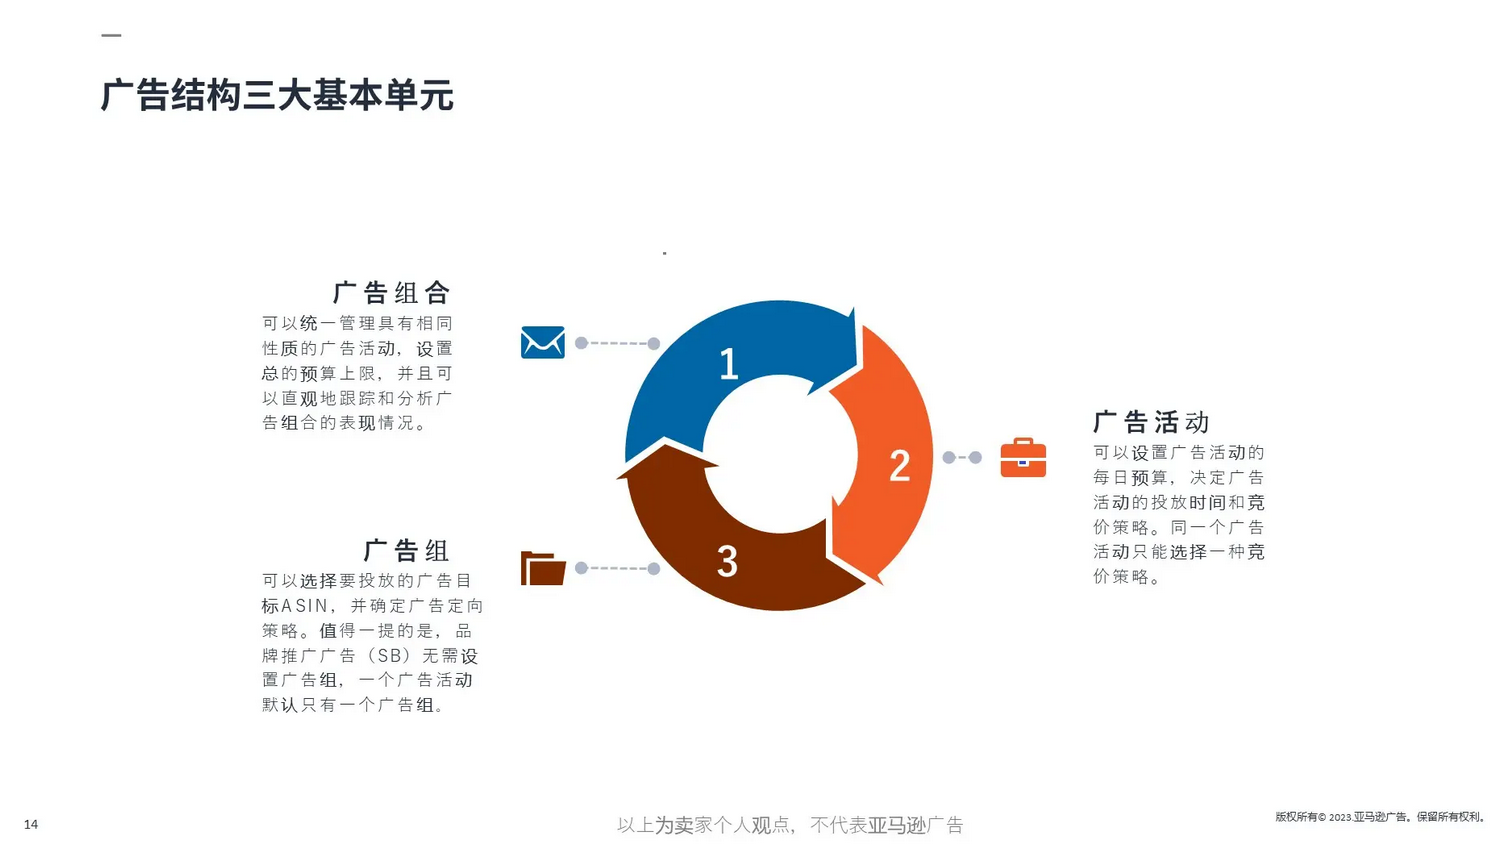 广告结构三大基本单元
广告组合
可以统一管理具有相同
性质的广告活动，设置
总的预算上限，并且可
以直观地跟踪和分析广
告组合的表现情况。
1
2
3
广告活动
可以设置广告活动的
每日预算，决定广告
活动的投放时间和竞
价策略。同一个广告
活动只能选择一种竞
价策略。
广告组
可以选择要投放的广告目
标ASIN，并确定广告定向
策略。值得一提的是，品
牌推广广告（SB）无需设
置广告组，一个广告活动
默认只有一个广告组。
14
以上为卖家个人观点，不代表亚马逊广告
版权所有© 2023.亚马逊广告。保留所有权利。